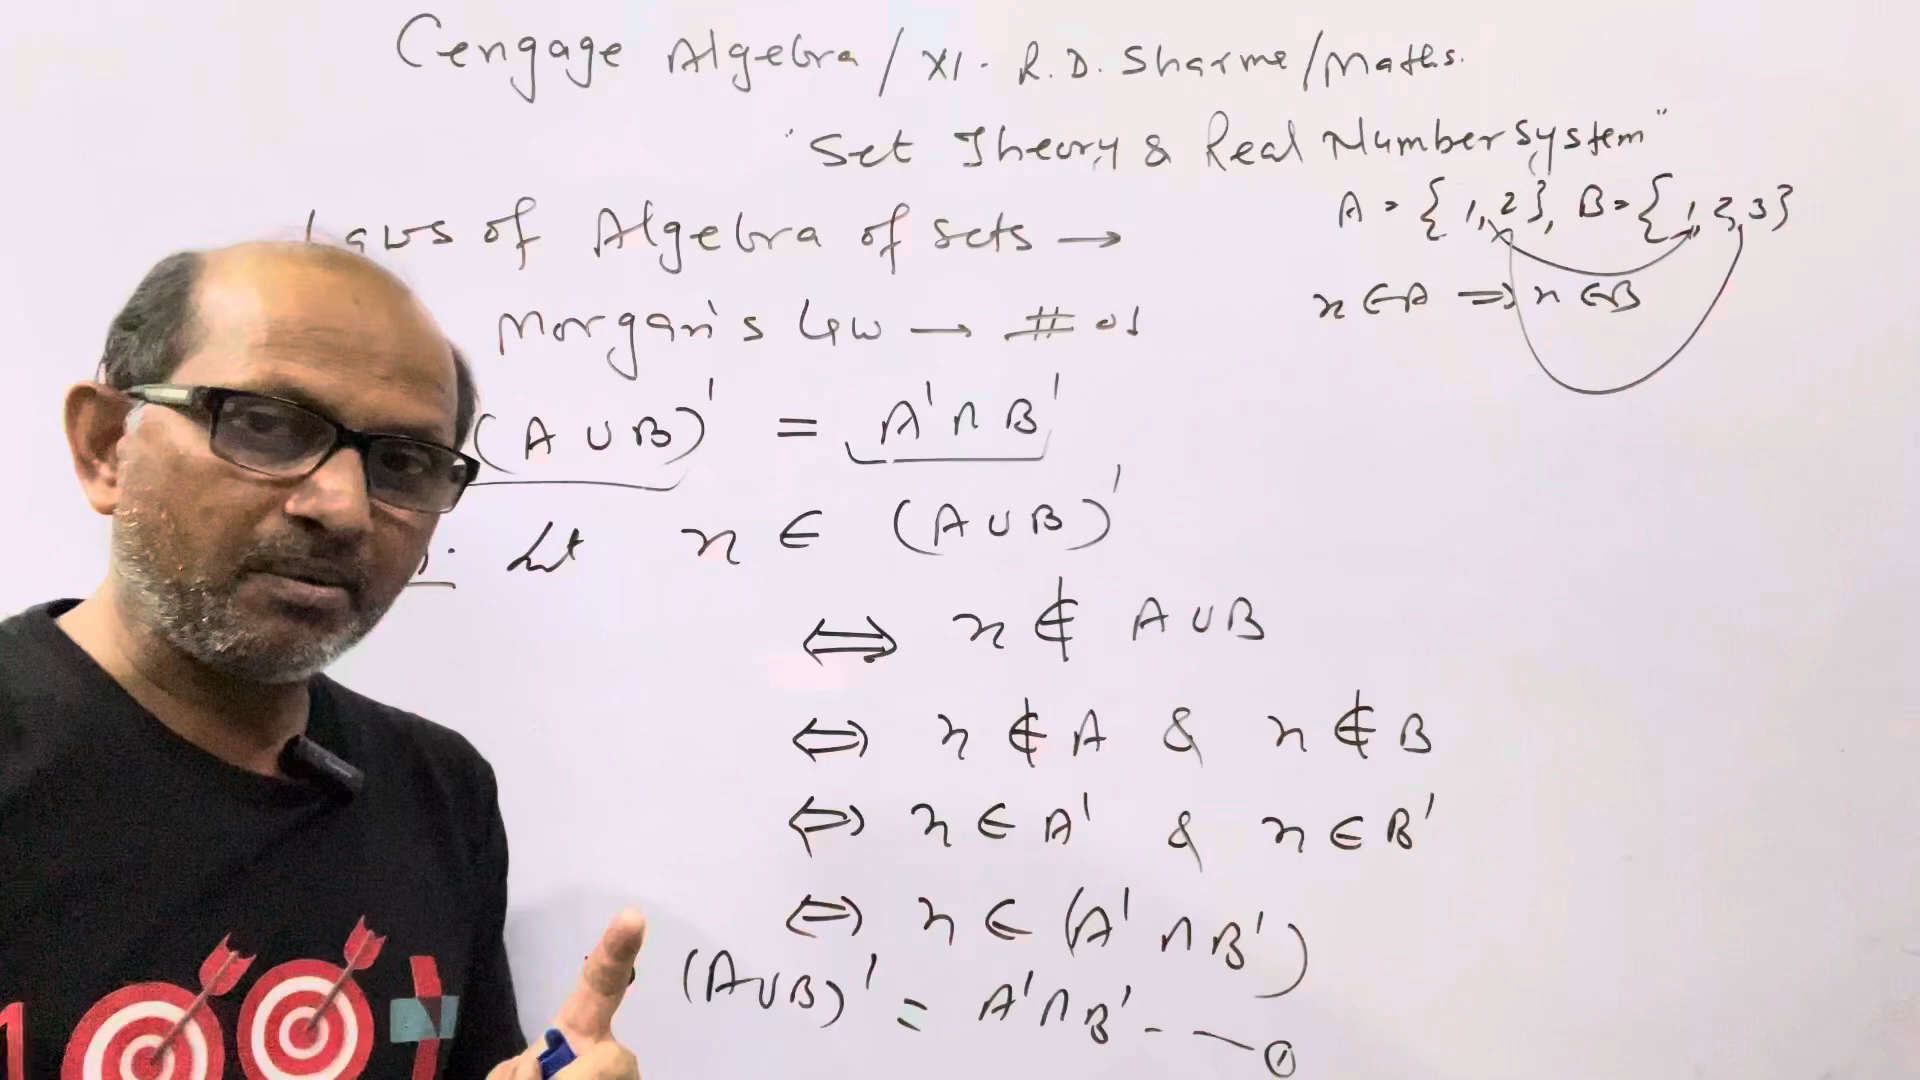 Cengage Algebra / XI. R.D. Sharma / Maths.
"Set Theory & Real Number System"
A = {1,2}, B = {1,2,3}
Laws of Algebra of sets →
x ∈ A ⇒ x ∈ B
Morgan's Law → # 01
(A ∪ B)' = A' ∩ B'
Let x ∈ (A ∪ B)'
⇔ x ∉ A ∪ B
⇔ x ∉ A & x ∉ B
⇔ x ∈ A' & x ∈ B'
⇔ x ∈ (A' ∩ B')
(A∪B)' = A' ∩ B' - — ①